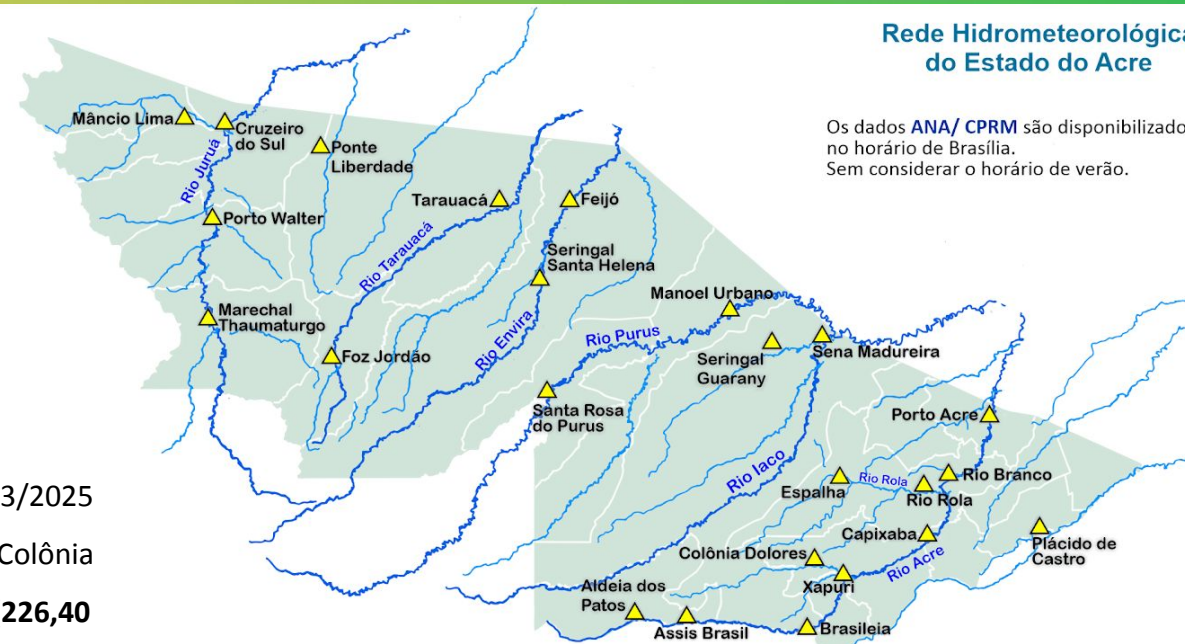 Rede Hidrometeorológica
do Estado do Acre
Os dados ANA/ CPRM são disponibilizado
no horário de Brasília.
Sem considerar o horário de verão.
Mâncio Lima
Cruzeiro
do Sul
Ponte
Liberdade
Rio Juruá
Porto Walter
Tarauacá
Feijó
Rio Tarauacá
Seringal
Santa Helena
Marechal
Thaumaturgo
Foz Jordão
Rio Envira
Manoel Urbano
Rio Purus
Seringal
Guarany
Sena Madureira
Santa Rosa
do Purus
Porto Acre
Rio Iaco
Espalha
Rio Rola
Rio Rola
Rio Branco
Capixaba
Plácido de
Castro
Colônia Dolores
Rio Acre
Xapuri
Aldeia dos
Patos
Assis Brasil
Brasileia
3/2025
Colônia
226,40